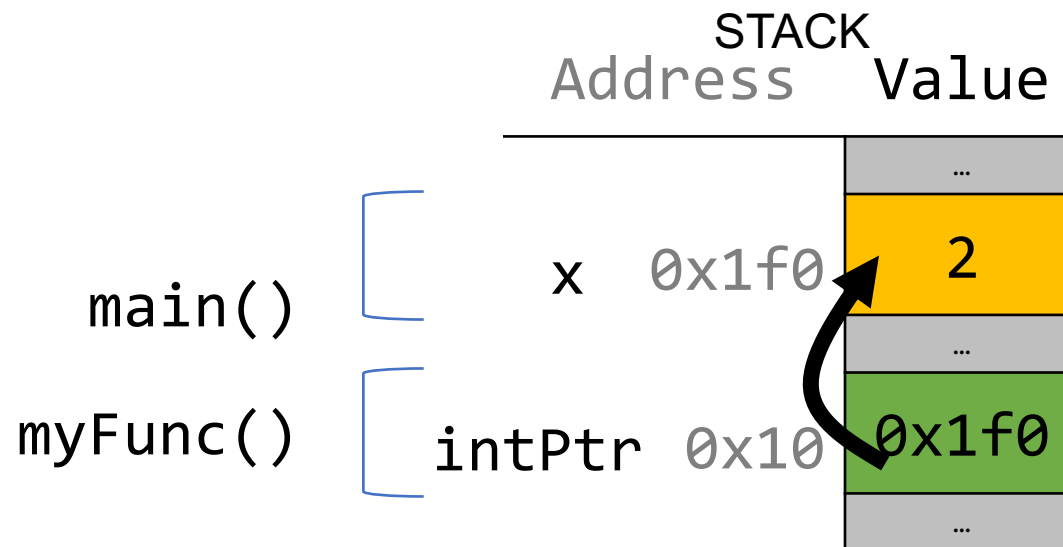 STACK
Address Value
…
x 0x1f0 2
main()
…
myFunc() intPtr 0x10 0x1f0
…